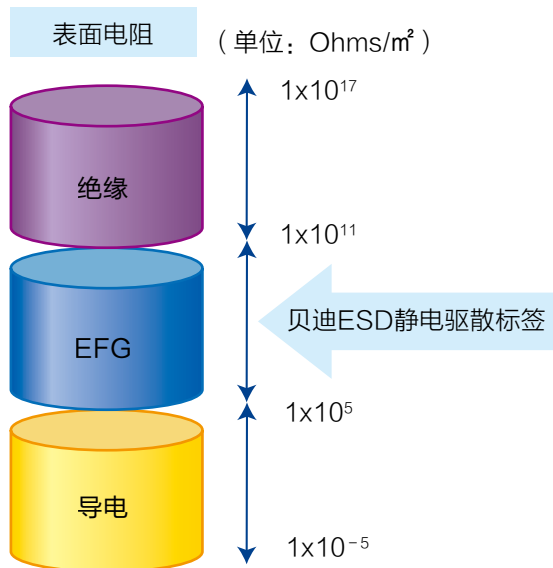 表面电阻 （单位：Ohms/㎡）
1x10¹⁷
绝缘
1x10¹¹
贝迪ESD静电驱散标签
EFG
1x10⁵
导电
1x10⁻⁵